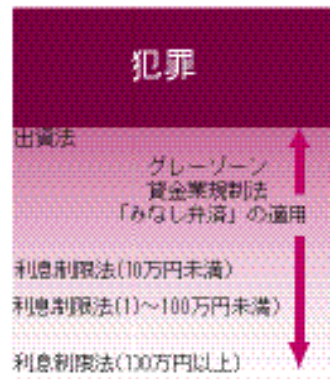 犯罪
出資法
グレーゾーン
貸金業規制法
「みなし弁済」の適用
利息制限法(10万円未満)
利息制限法(10~100万円未満)
利息制限法(100万円以上)